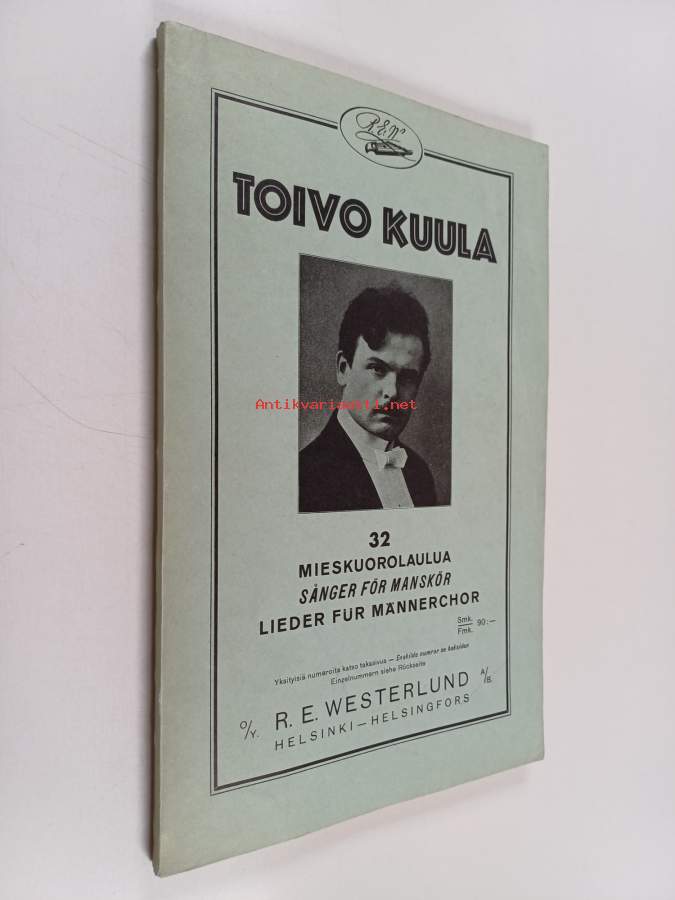 R.E.W.
TOIVO KUULA
Antikvariaatti.net
32
MIESKUOROLAULUA
SÅNGER FÖR MANSKÖR
LIEDER FÜR MÄNNERCHOR
Smk. 90:—
Fmk.
Yksityisiä numeroita katso takasivua — Enskilda numror se baksidan
Einzelnummern siehe Rückseite
O/Y. R. E. WESTERLUND A/B.
HELSINKI — HELSINGFORS